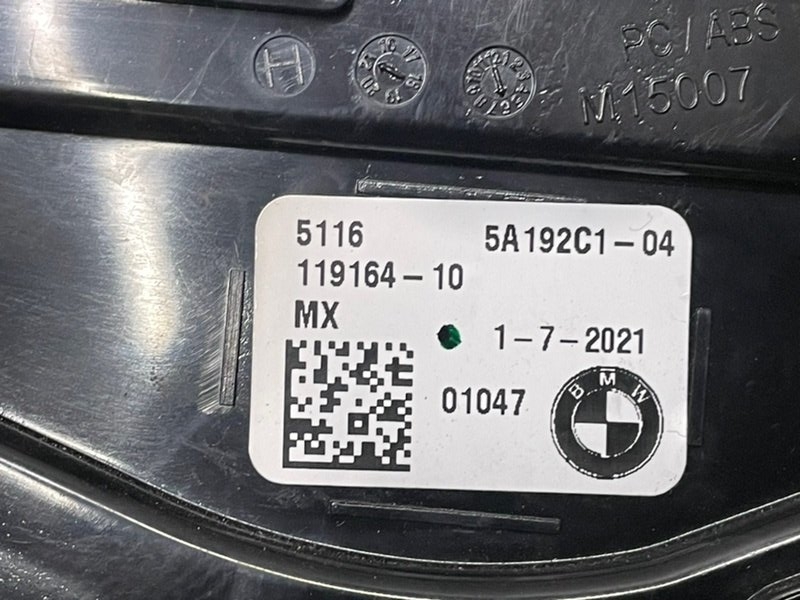 H
PC/ABS
M15007
5116 5A192C1-04
119164-10
MX
1-7-2021
01047
BMW